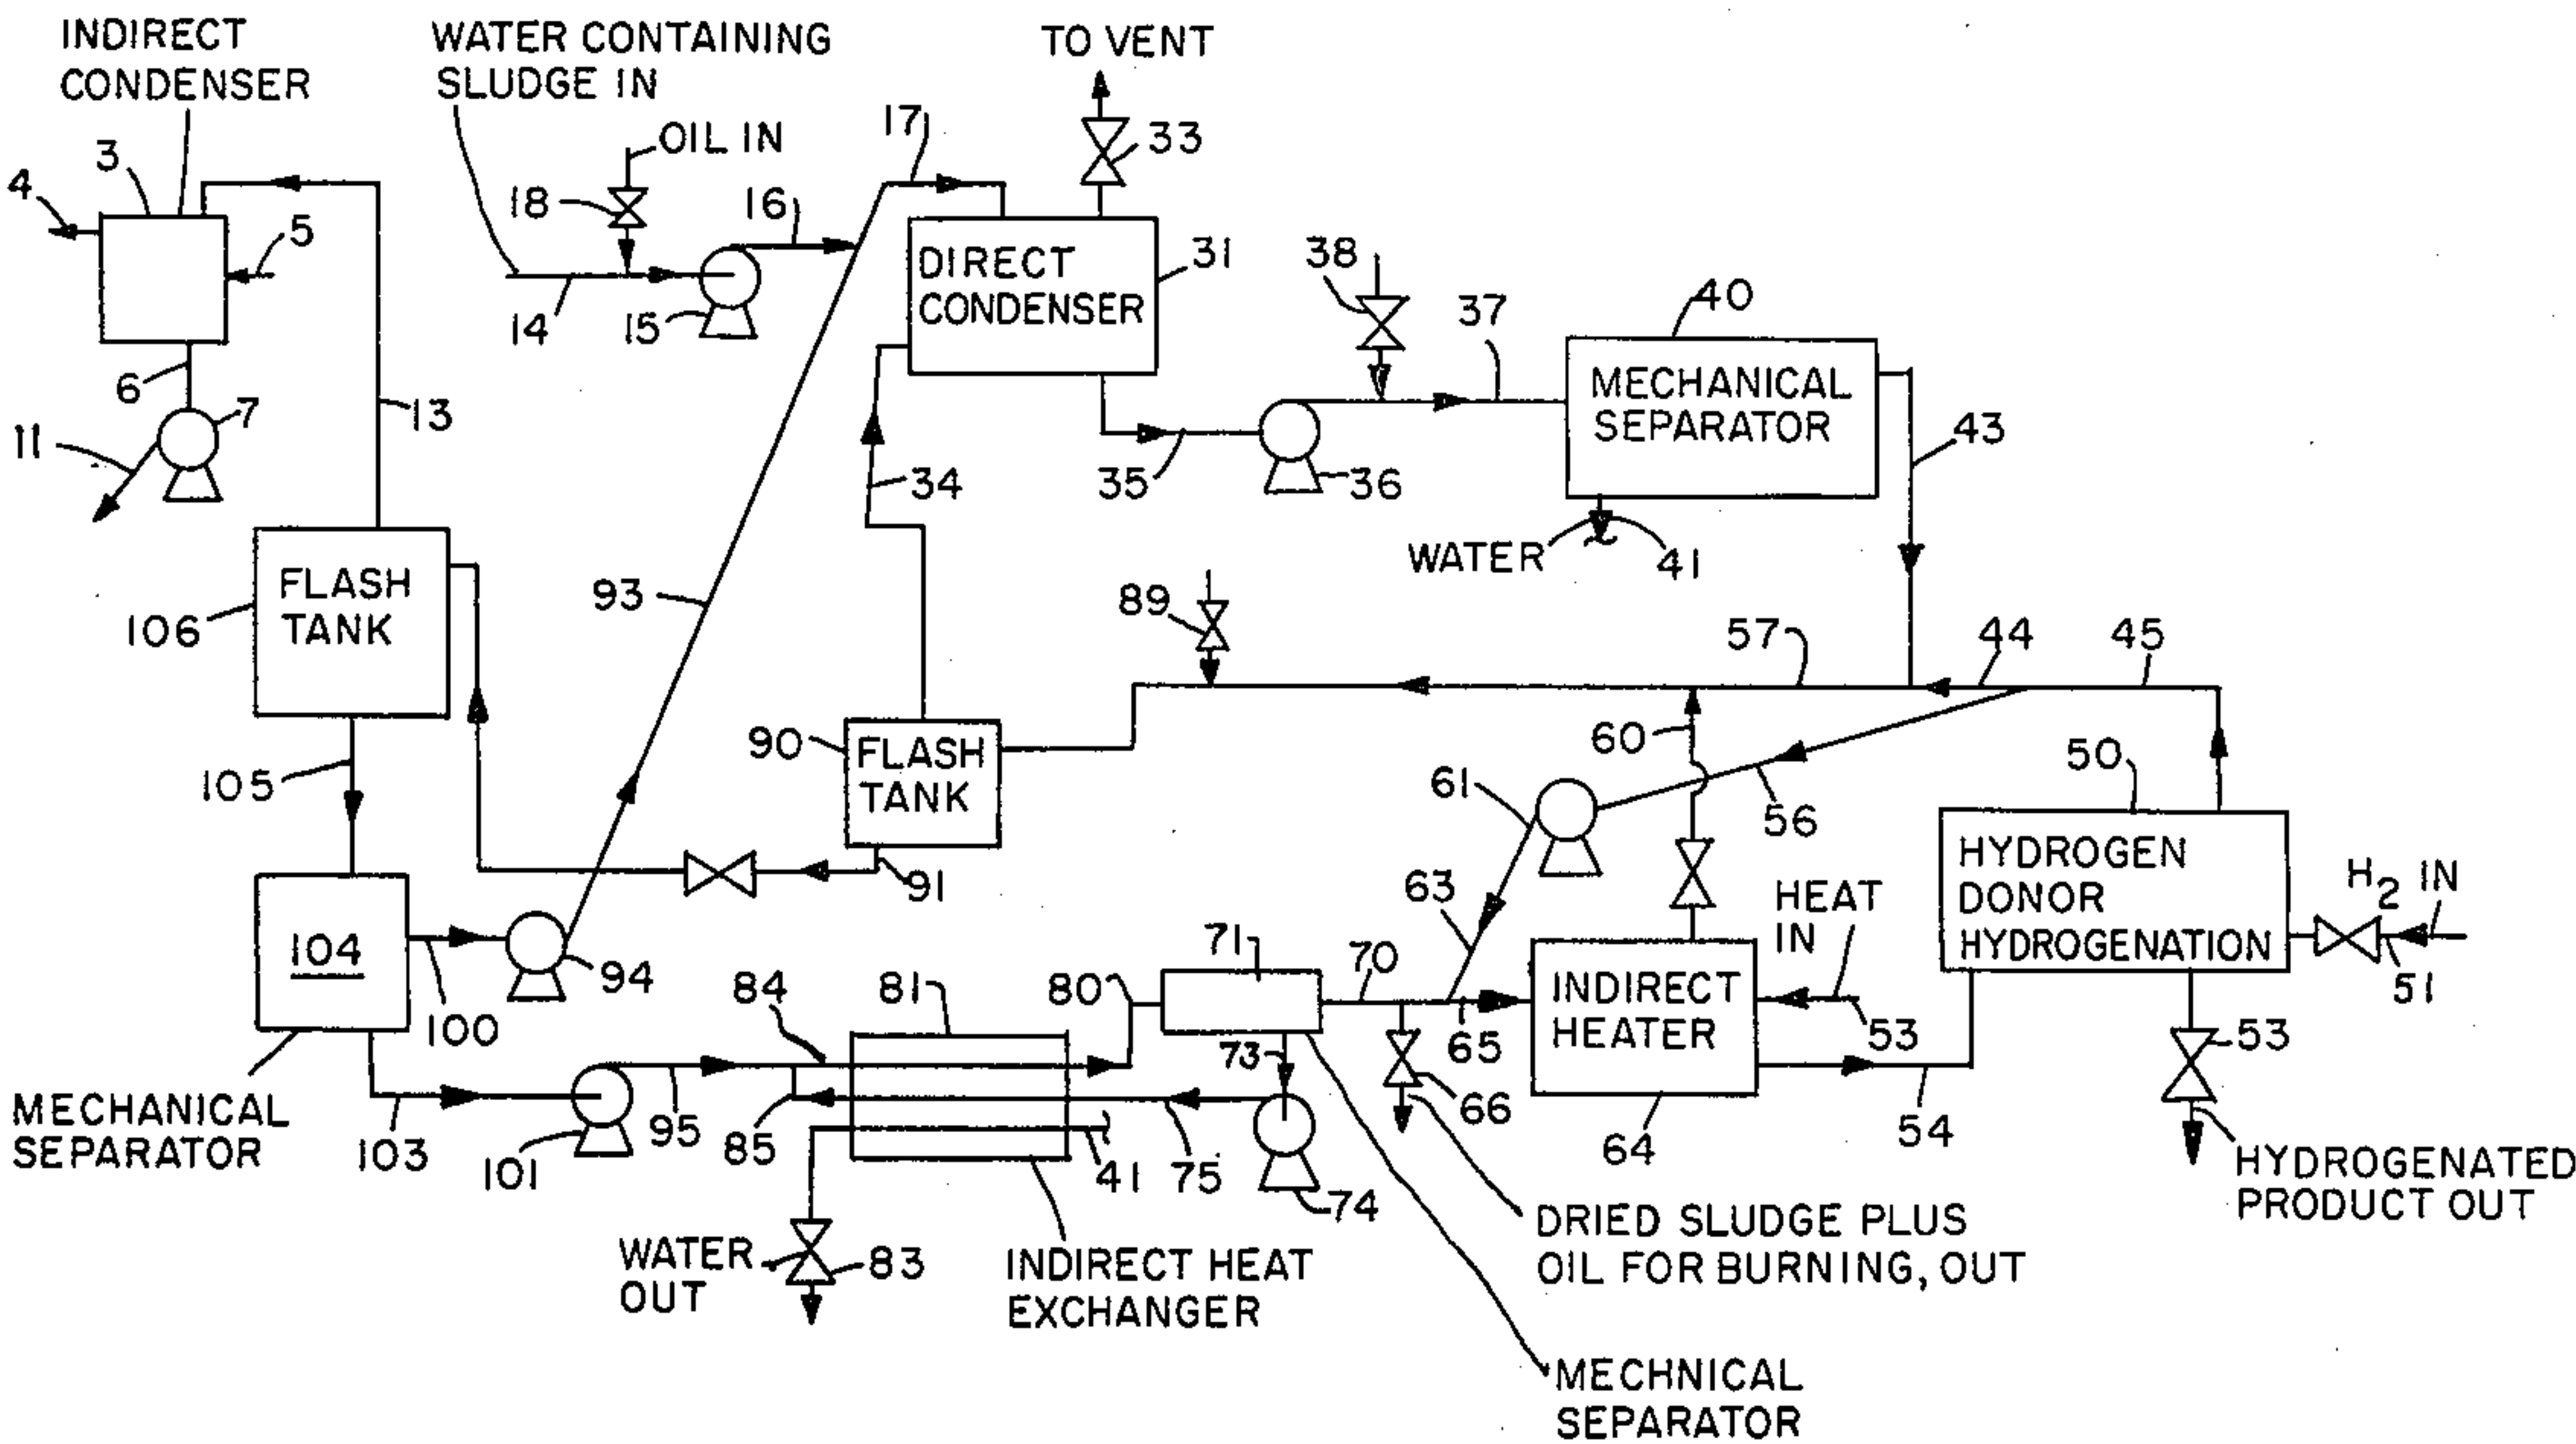 INDIRECT
CONDENSER
WATER CONTAINING
SLUDGE IN
TO VENT
OIL IN
17
33
3
4
18
16
5
DIRECT
CONDENSER
31
38
40
14
15
37
6
7
13
MECHANICAL
SEPARATOR
43
11
34
35
36
WATER
41
FLASH
TANK
106
93
89
57
44
45
90
FLASH
TANK
60
50
105
61
56
HYDROGEN
DONOR
HYDROGENATION
H2 IN
91
63
HEAT
IN
51
104
94
71
70
84
81
80
INDIRECT
HEATER
100
73
65
53
53
66
MECHANICAL
SEPARATOR
103
101
95
85
41
75
74
64
54
HYDROGENATED
PRODUCT OUT
WATER
OUT
83
INDIRECT HEAT
EXCHANGER
DRIED SLUDGE PLUS
OIL FOR BURNING, OUT
MECHNICAL
SEPARATOR